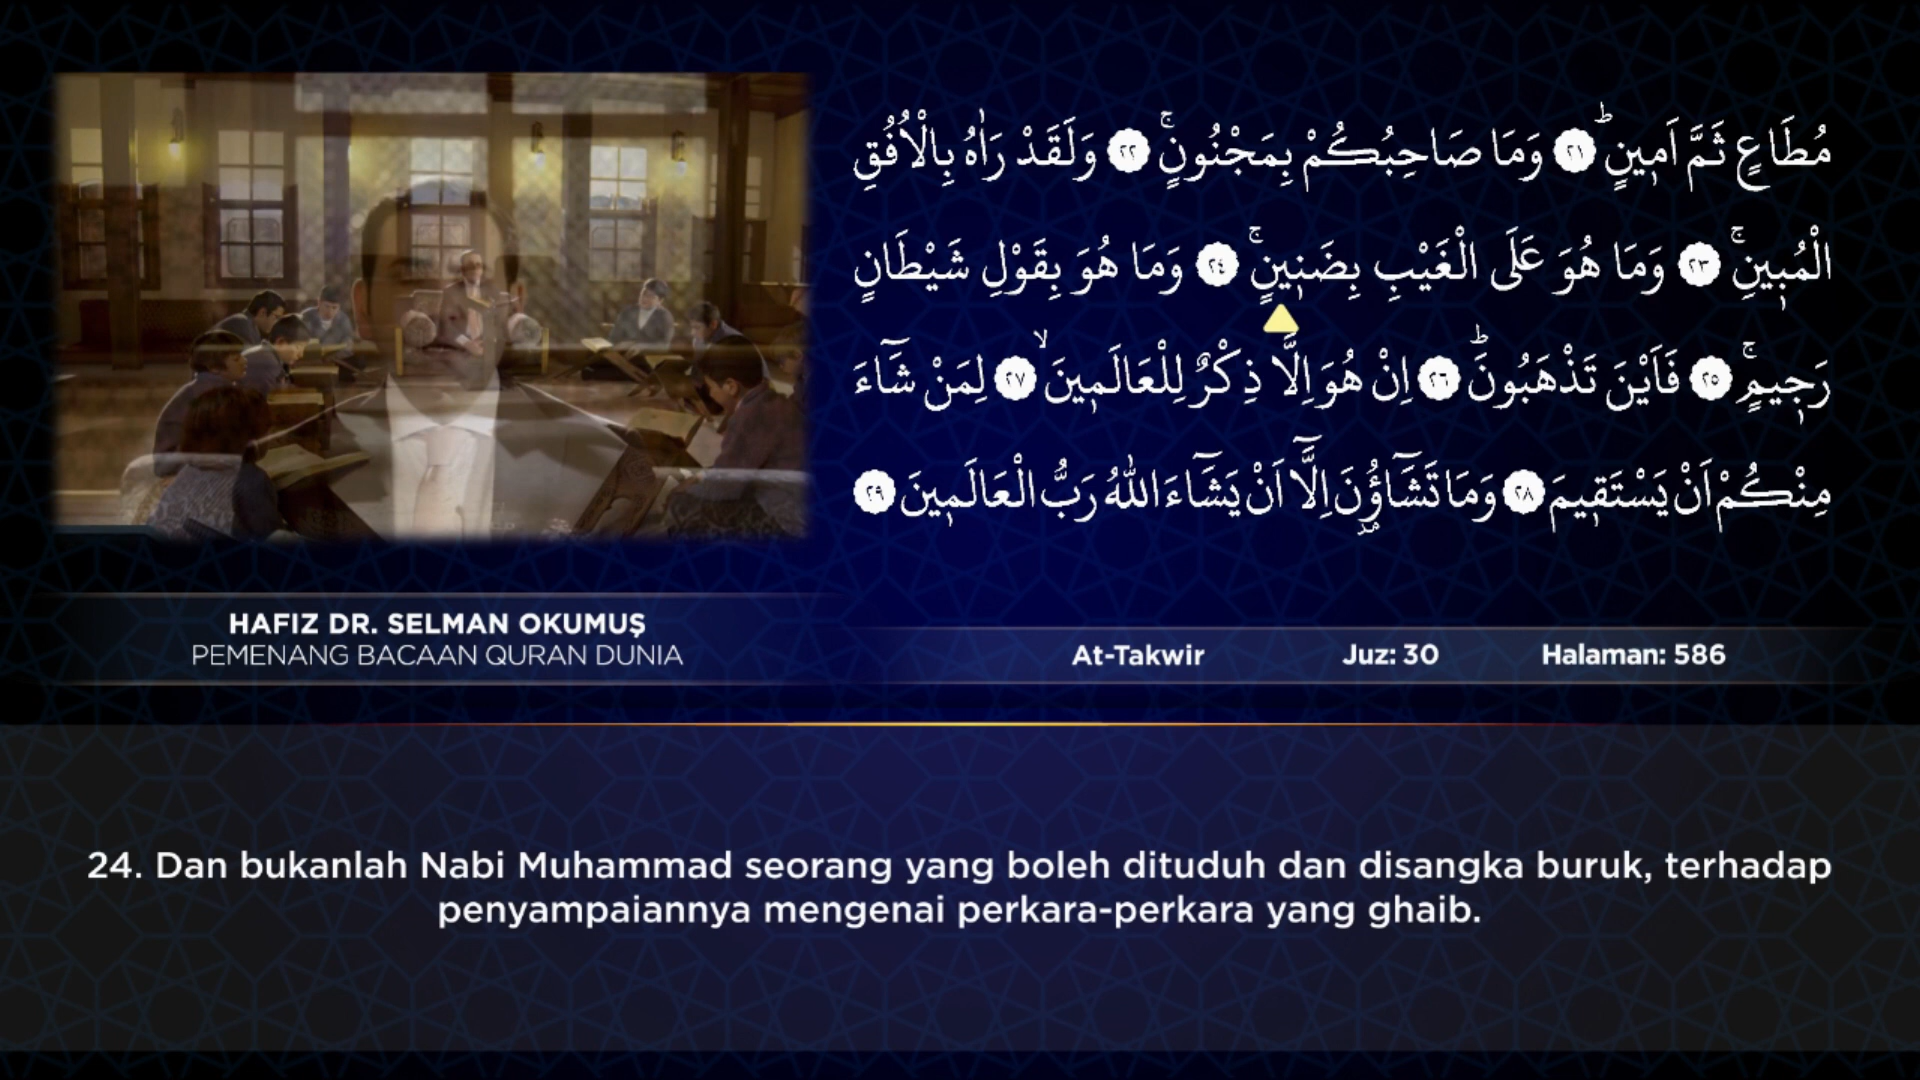 مُطَاعٍ ثَمَّ اَمٖينٍؕ ﴿٢١﴾ وَمَا صَاحِبُكُمْ بِمَجْنُونٍۚ ﴿٢٢﴾ وَلَقَدْ رَاٰهُ بِالْاُفُقِ
الْمُبٖينِۚ ﴿٢٣﴾ وَمَا هُوَ عَلَى الْغَيْبِ بِضَنٖينٍۚ ﴿٢٤﴾ وَمَا هُوَ بِقَوْلِ شَيْطَانٍ
رَجٖيمٍۚ ﴿٢٥﴾ فَاَيْنَ تَذْهَبُونَؕ ﴿٢٦﴾ اِنْ هُوَ اِلَّا ذِكْرٌ لِلْعَالَمٖينَۙ ﴿٢٧﴾ لِمَنْ شَٓاءَ
مِنْكُمْ اَنْ يَسْتَقٖيمَ ﴿٢٨﴾ وَمَا تَشَٓاؤُ۫نَ اِلَّٓا اَنْ يَشَٓاءَ اللّٰهُ رَبُّ الْعَالَمٖينَ ﴿٢٩﴾
HAFIZ DR. SELMAN OKUMUŞ
PEMENANG BACAAN QURAN DUNIA
At-Takwir Juz: 30 Halaman: 586
24. Dan bukanlah Nabi Muhammad seorang yang boleh dituduh dan disangka buruk, terhadap
penyampaiannya mengenai perkara-perkara yang ghaib.